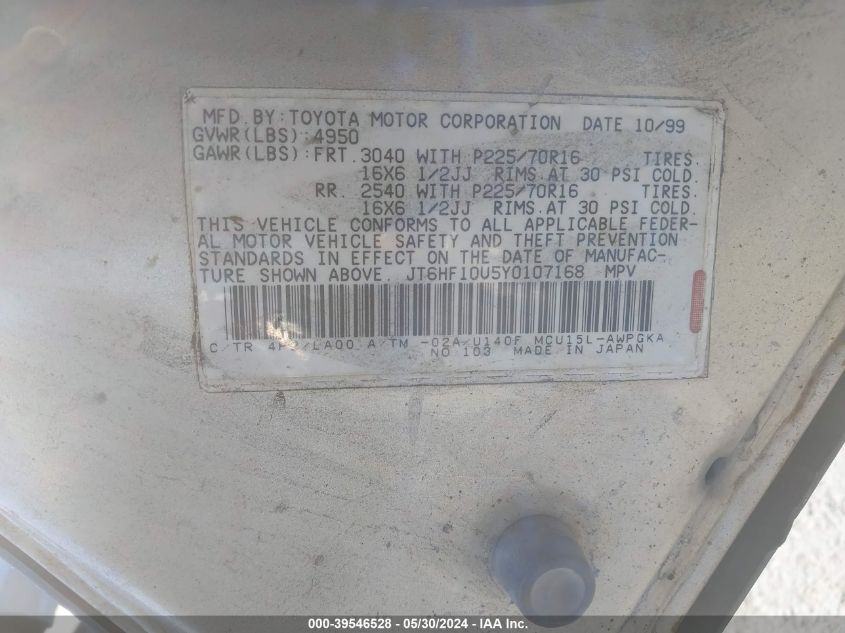 MFD. BY: TOYOTA MOTOR CORPORATION DATE 10/99
GVWR(LBS):4950
GAWR(LBS):FRT. 3040 WITH P225/70R16 TIRES.
16X6 1/2JJ RIMS.AT 30 PSI COLD.
RR. 2540 WITH P225/70R16 TIRES.
16X6 1/2JJ RIMS.AT 30 PSI COLD.
THIS VEHICLE CONFORMS TO ALL APPLICABLE FEDER-
AL MOTOR VEHICLE SAFETY AND THEFT PREVENTION
STANDARDS IN EFFECT ON THE DATE OF MANUFAC-
TURE SHOWN ABOVE. JT6HF10U5Y0107168 MPV
C/TR /LA00 A/TM -02A/U140F MCU15L-AWPGKA
NO 103 MADE IN JAPAN
000-39546528 - 05/30/2024 - IAA Inc.